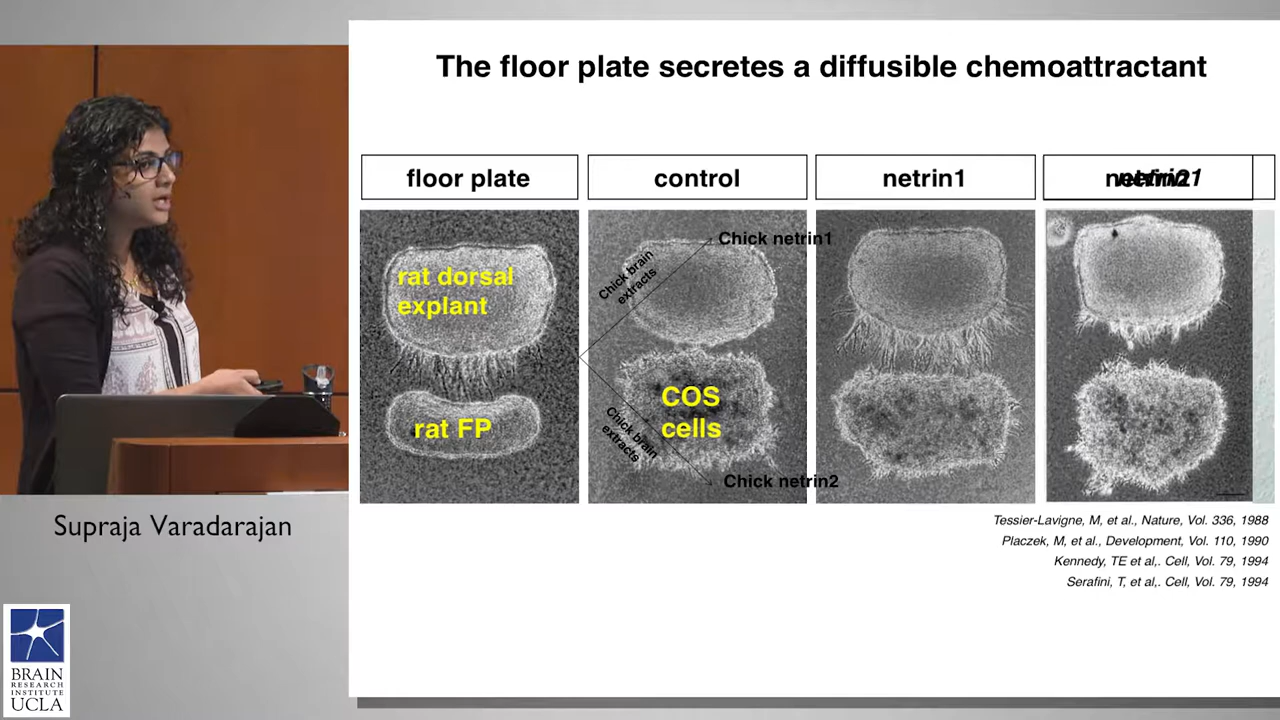 The floor plate secretes a diffusible chemoattractant
floor plate
control
netrin1
rat dorsal
explant
rat FP
Chick netrin1
Chick brain
extracts
COS
cells
Chick brain
extracts
Chick netrin2
Tessier-Lavigne, M, et al., Nature, Vol. 336, 1988
Placzek, M, et al., Development, Vol. 110, 1990
Kennedy, TE et al,. Cell, Vol. 79, 1994
Serafini, T, et al,. Cell, Vol. 79, 1994
Supraja Varadarajan
BRAIN
RESEARCH
INSTITUTE
UCLA